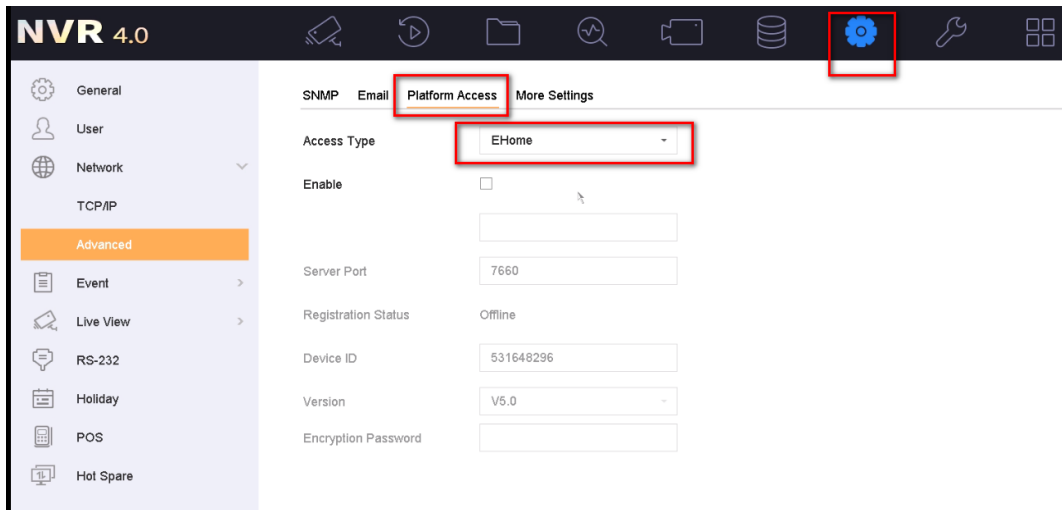 NVR 4.0
General
User
Network
TCP/IP
Advanced
Event
Live View
RS-232
Holiday
POS
Hot Spare
SNMP Email Platform Access More Settings
Access Type EHome
Enable
Server Port 7660
Registration Status Offline
Device ID 531648296
Version V5.0
Encryption Password